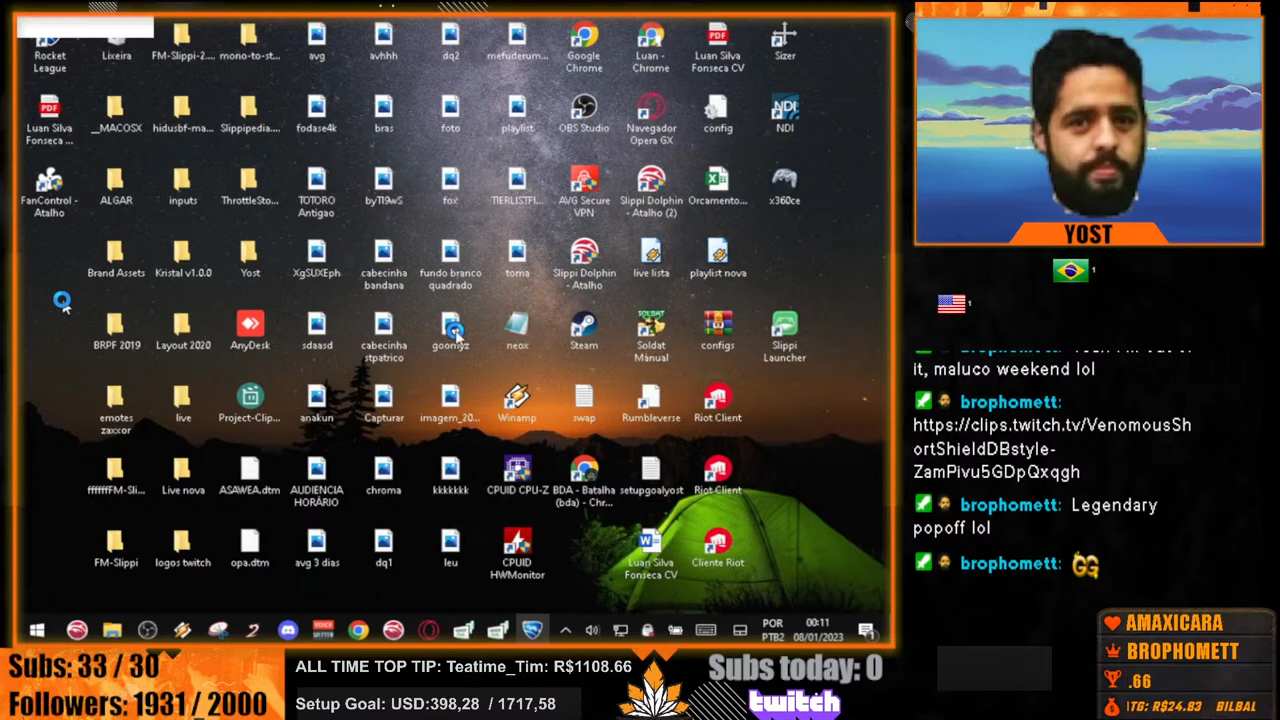 Rocket League
Lixeira
FM-Slippi-2....
mono-to-st...
avg
avhhh
dq2
mefuderum...
Google Chrome
Luan - Chrome
Luan Silva Fonseca CV
Sizer
Luan Silva Fonseca ...
__MACOSX
hidusbf-ma...
Slippipedia....
fodase4k
bras
foto
playlist
OBS Studio
Navegador Opera GX
config
NDI
FanControl - Atalho
ALGAR
inputs
ThrottleSto...
TOTORO Antigao
byTI9wS
fox
TIERLISTFI...
AVG Secure VPN
Slippi Dolphin - Atalho (2)
Orcamento...
x360ce
Brand Assets
Kristal v1.0.0
Yost
XgSUXEph
cabecinha bandana
fundo branco quadrado
toma
Slippi Dolphin - Atalho
live lista
playlist nova
BRPF 2019
Layout 2020
AnyDesk
sdaasd
cabecinha stpatrico
neox
Steam
Soldat Manual
configs
Slippi Launcher
emotes zaxxor
live
Project-Clip...
anakun
Capturar
imagem_20...
Winamp
swap
Rumbleverse
Riot Client
ffffffFM-Sli...
Live nova
ASAWEA.dtm
AUDIENCIA HORÁRIO
chroma
kkkkkkk
CPUID CPU-Z
BDA - Batalha (bda) - Chr...
setupgoalyost
Riot Client
FM-Slippi
logos twitch
opa.dtm
avg 3 dias
dq1
leu
CPUID HWMonitor
Luan Silva Fonseca CV
Cliente Riot
POR
PTB2
00:11
08/01/2023
YOST
1
1
it, maluco weekend lol
brophomett:
https://clips.twitch.tv/VenomousSh
ortShieldDBstyle-
ZamPivu5GDpQxqgh
brophomett: Legendary
popoff lol
brophomett: GG
AMAXICARA
BROPHOMETT
.66
ATG: R$24.83 BILBAL
Subs: 33 / 30
Followers: 1931 / 2000
ALL TIME TOP TIP: Teatime_Tim: R$1108.66
Setup Goal: USD:398,28 / 1717,58
Subs today: 0
twitch